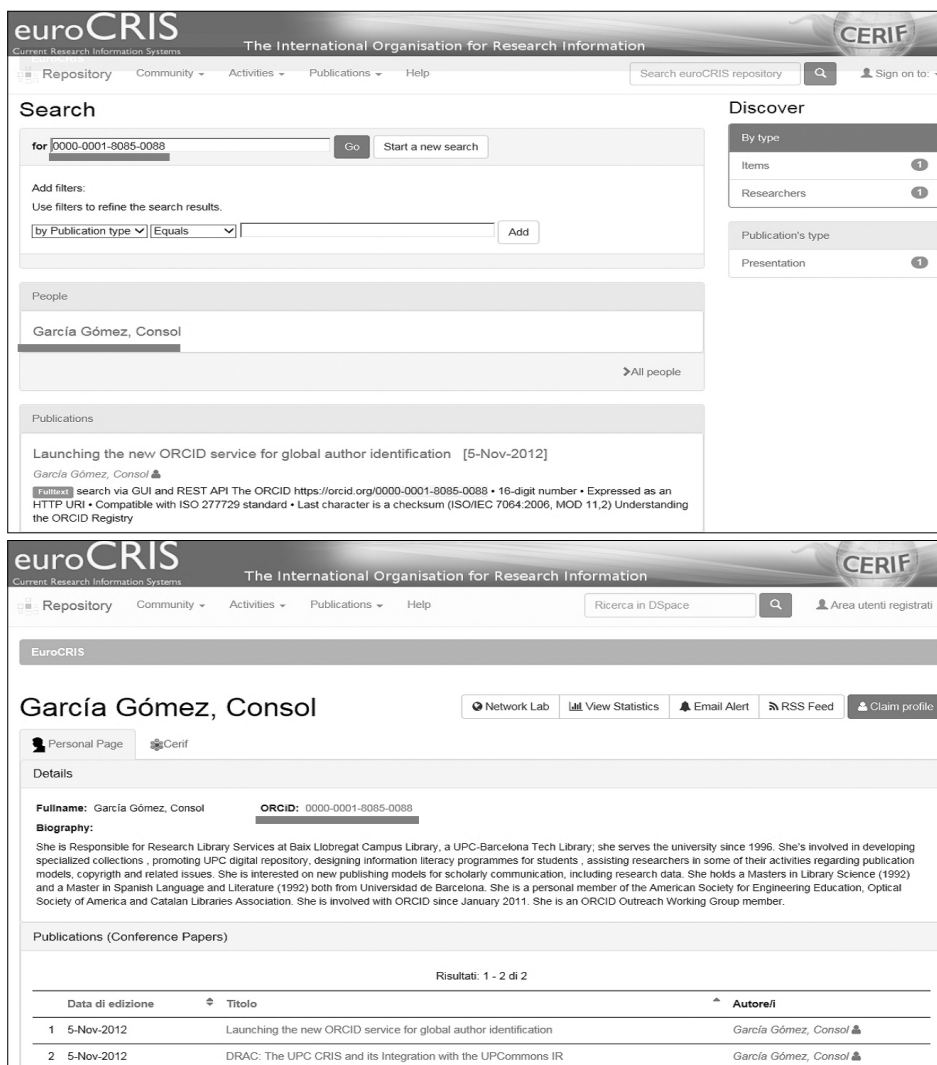 euroCRIS
Current Research Information Systems
The International Organisation for Research Information
CERIF
EuroCRIS
Repository Community Activities Publications Help Search euroCRIS repository Sign on to:
Search
for 0000-0001-8085-0088 Go Start a new search
Add filters:
Use filters to refine the search results.
by Publication type Equals Add
People
García Gómez, Consol
All people
Publications
Launching the new ORCID service for global author identification [5-Nov-2012]
García Gómez, Consol
Fulltext search via GUI and REST API The ORCID https://orcid.org/0000-0001-8085-0088 • 16-digit number • Expressed as an
HTTP URI • Compatible with ISO 277729 standard • Last character is a checksum (ISO/IEC 7064:2006, MOD 11,2) Understanding
the ORCID Registry
Discover
By type
Items 1
Researchers 1
Publication's type
Presentation 1
euroCRIS
Current Research Information Systems
The International Organisation for Research Information
CERIF
Repository Community Activities Publications Help Ricerca in DSpace Area utenti registrati
EuroCRIS
García Gómez, Consol
Network Lab View Statistics Email Alert RSS Feed Claim profile
Personal Page Cerif
Details
Fullname: García Gómez, Consol ORCiD: 0000-0001-8085-0088
Biography:
She is Responsible for Research Library Services at Baix Llobregat Campus Library, a UPC-Barcelona Tech Library; she serves the university since 1996. She's involved in developing
specialized collections , promoting UPC digital repository, designing information literacy programmes for students , assisting researchers in some of their activities regarding publication
models, copyrigth and related issues. She is interested on new publishing models for scholarly communication, including research data. She holds a Masters in Library Science (1992)
and a Master in Spanish Language and Literature (1992) both from Universidad de Barcelona. She is a personal member of the American Society for Engineering Education, Optical
Society of America and Catalan Libraries Association. She is involved with ORCID since January 2011. She is an ORCID Outreach Working Group member.
Publications (Conference Papers)
Risultati: 1 - 2 di 2
Data di edizione Titolo Autore/i
1 5-Nov-2012 Launching the new ORCID service for global author identification García Gómez, Consol
2 5-Nov-2012 DRAC: The UPC CRIS and its Integration with the UPCommons IR García Gómez, Consol